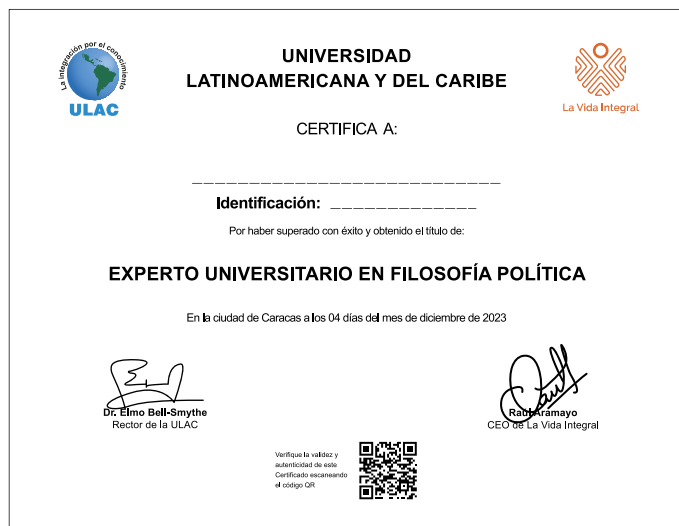 La integración por el conocimiento
ULAC
UNIVERSIDAD
LATINOAMERICANA Y DEL CARIBE
La Vida Integral
CERTIFICA A:
___________________________
Identificación: _____________
Por haber superado con éxito y obtenido el título de:
EXPERTO UNIVERSITARIO EN FILOSOFÍA POLÍTICA
En la ciudad de Caracas a los 04 días del mes de diciembre de 2023
Dr. Elmo Bell-Smythe
Rector de la ULAC
Raúl Aramayo
CEO de La Vida Integral
Verifique la validez y
autenticidad de este
Certificado escaneando
el código QR